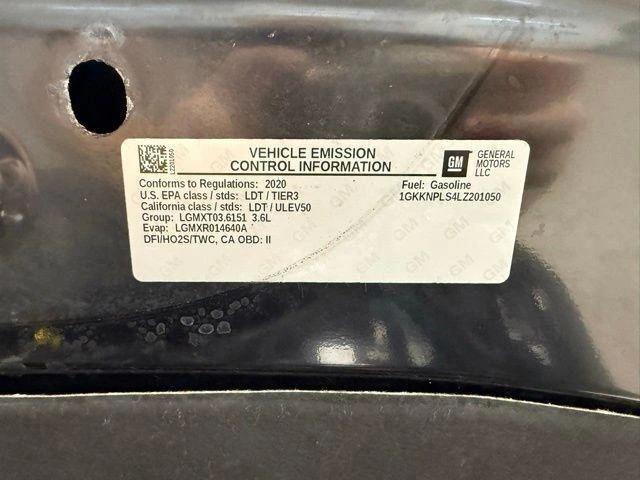 LZ201050
VEHICLE EMISSION
CONTROL INFORMATION
GM
GENERAL
MOTORS
LLC
Conforms to Regulations: 2020
Fuel: Gasoline
U.S. EPA class / stds: LDT / TIER3
1GKKNPLS4LZ201050
California class / stds: LDT / ULEV50
Group: LGMXT03.6151 3.6L
Evap: LGMXR014640A
DFI/HO2S/TWC, CA OBD: II